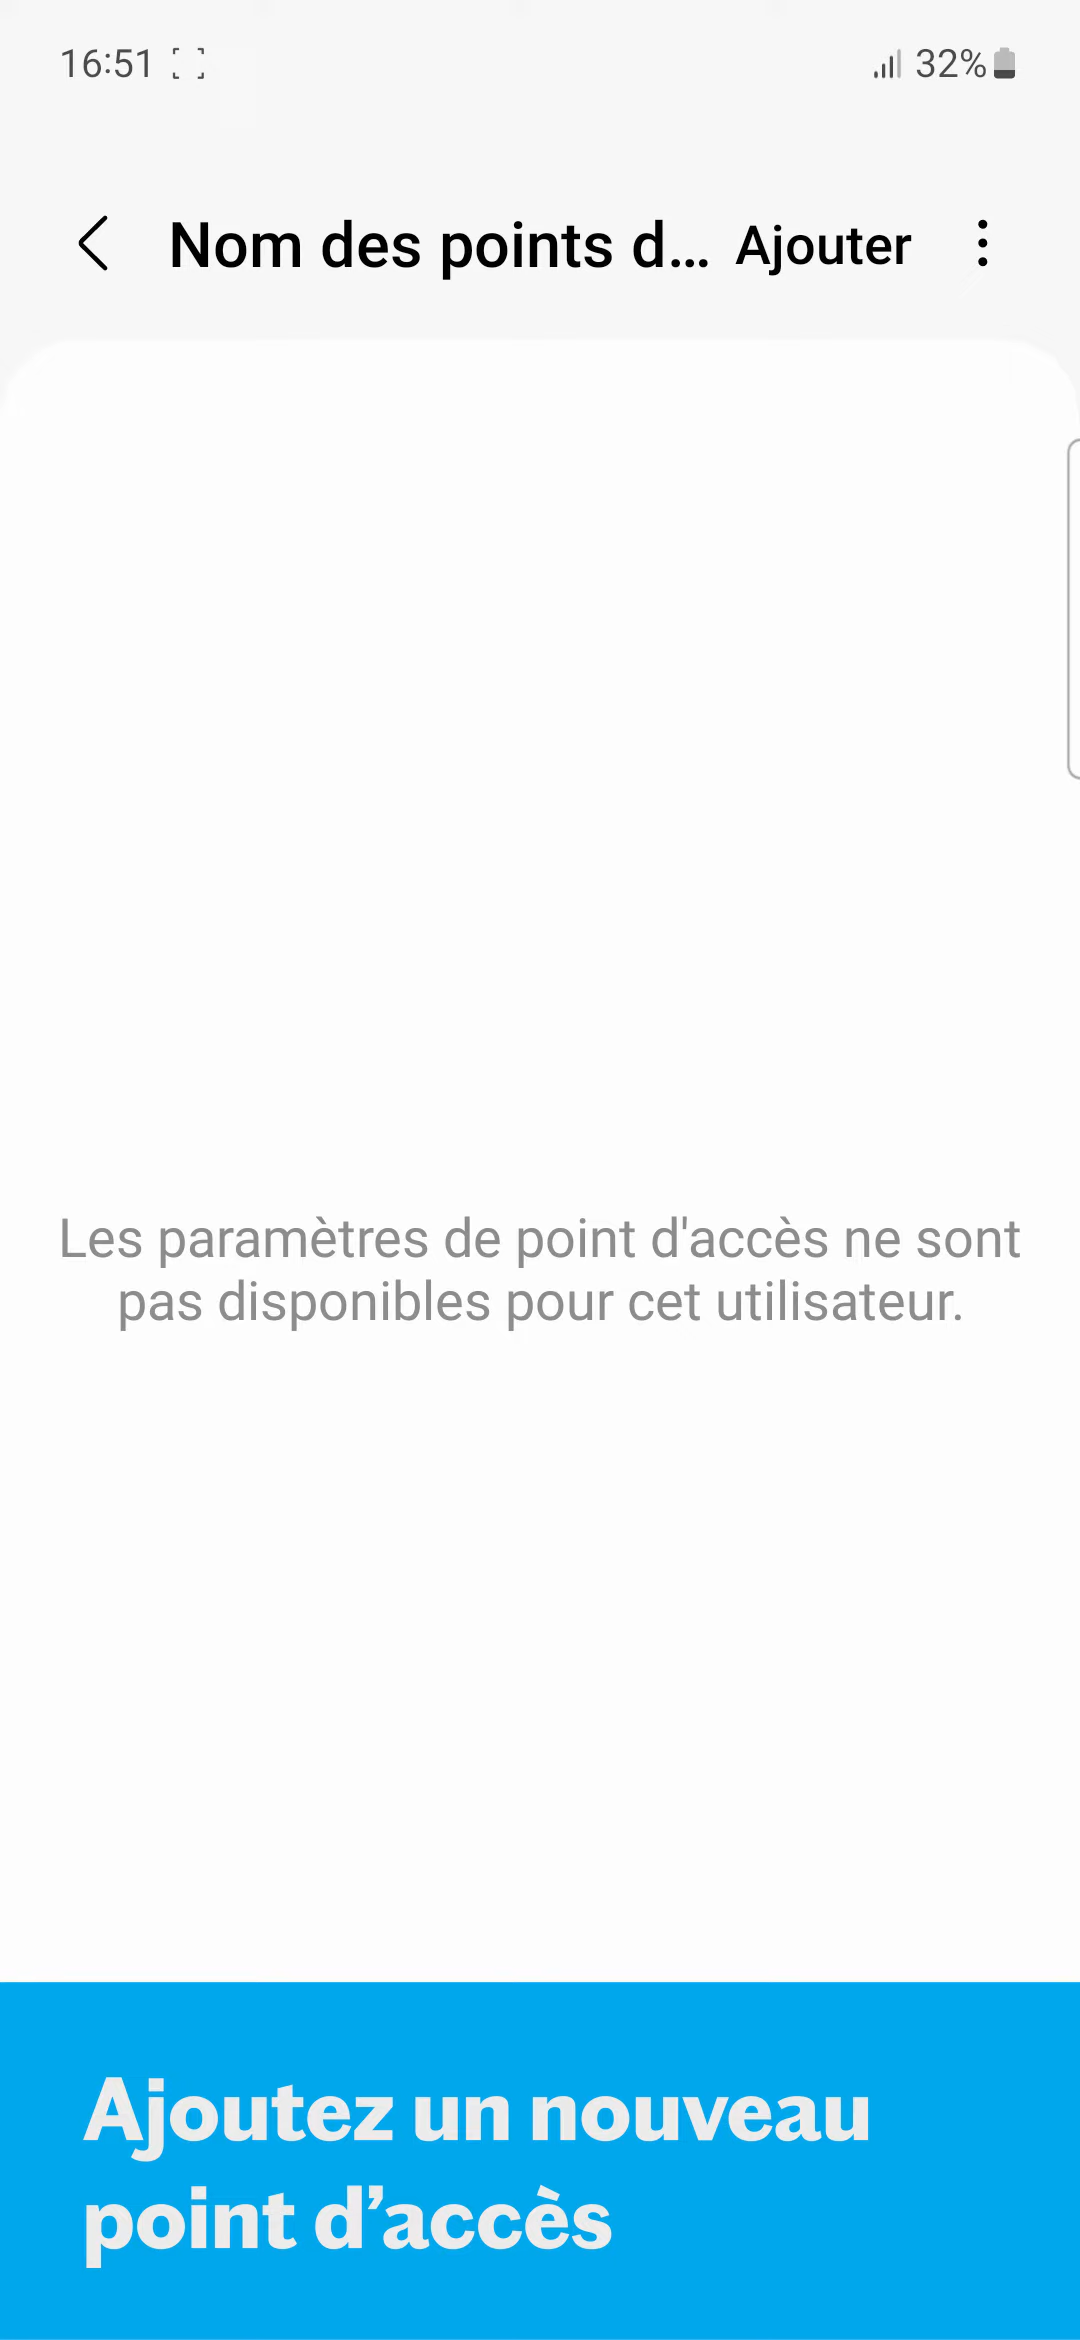 16:51 32%
Nom des points d... Ajouter
Les paramètres de point d'accès ne sont
pas disponibles pour cet utilisateur.
Ajoutez un nouveau
point d’accès